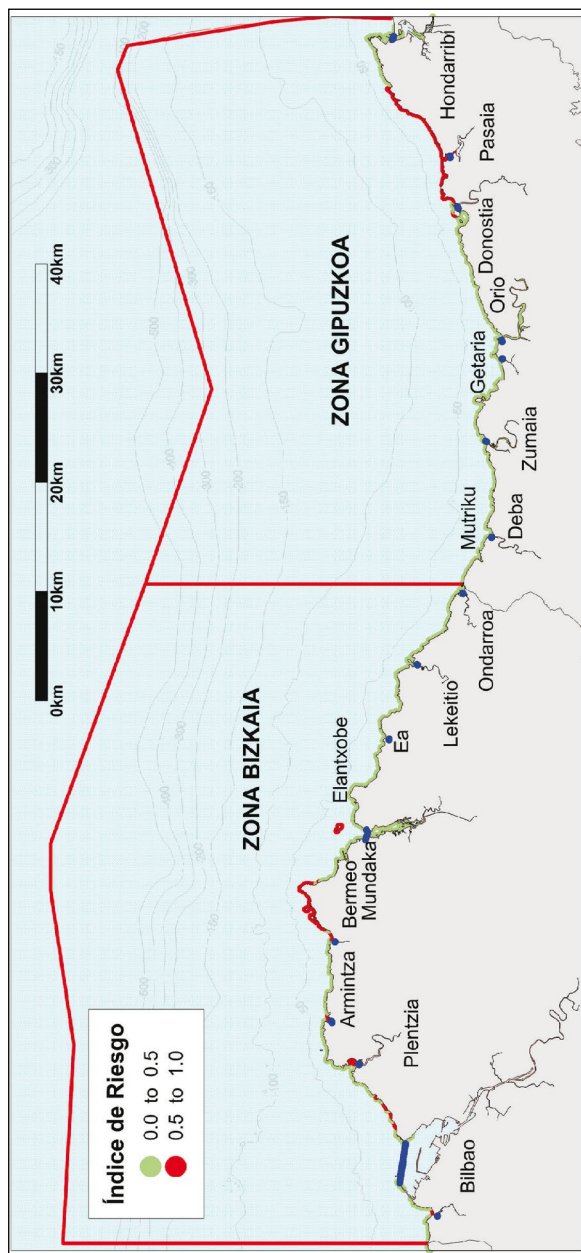 Índice de Riesgo
0.0 to 0.5
0.5 to 1.0
0km
10km
20km
30km
40km
ZONA BIZKAIA
ZONA GIPUZKOA
Bilbao
Plentzia
Armintza
Bermeo
Mundaka
Elantxobe
Ea
Lekeitio
Ondarroa
Mutriku
Deba
Zumaia
Getaria
Orio
Donostia
Pasaia
Hondarribi